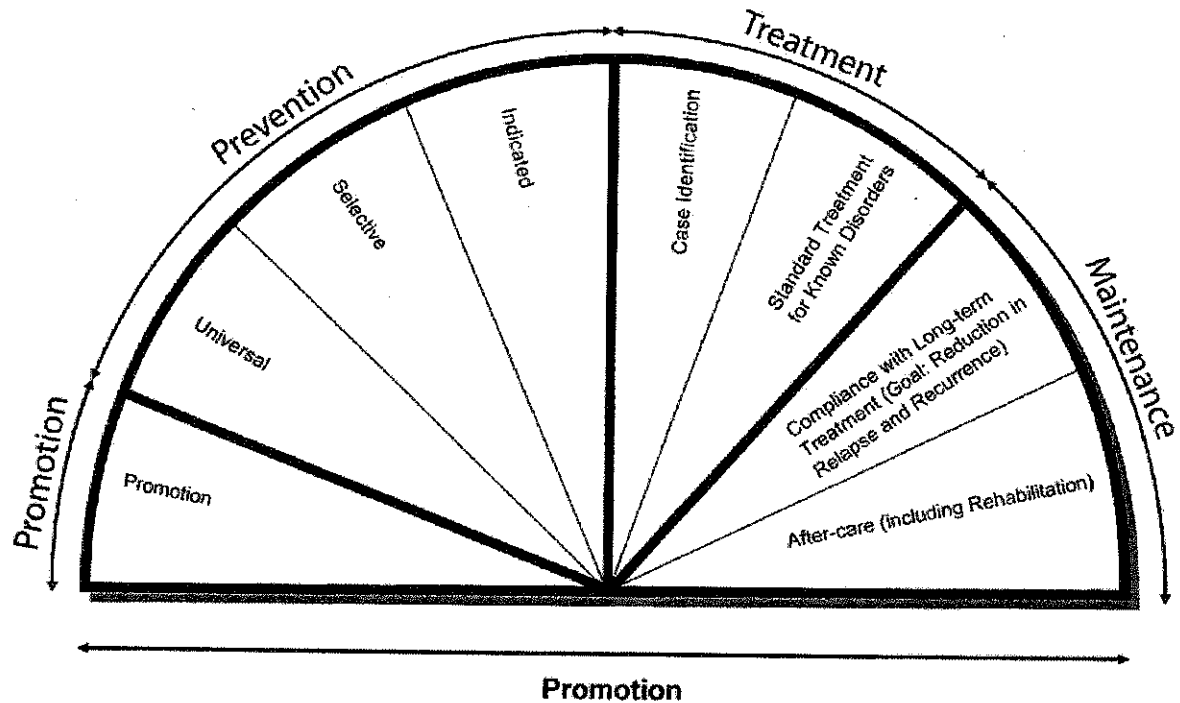 Promotion
Prevention
Treatment
Maintenance
Promotion
Universal
Selective
Indicated
Case Identification
Standard Treatment
for Known Disorders
Compliance with Long-term
Treatment (Goal: Reduction in
Relapse and Recurrence)
After-care (including Rehabilitation)
Promotion